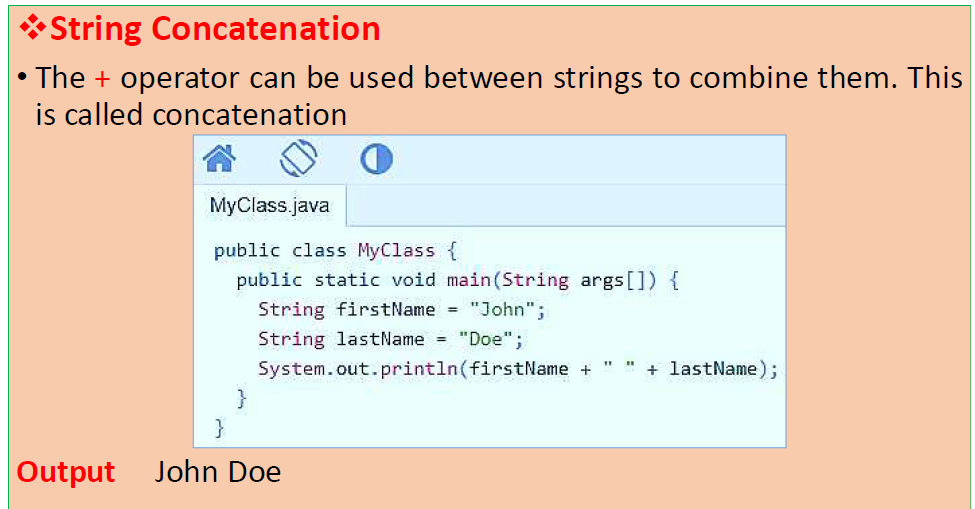 ❖String Concatenation
• The + operator can be used between strings to combine them. This
is called concatenation
MyClass.java
public class MyClass {
  public static void main(String args[]) {
    String firstName = "John";
    String lastName = "Doe";
    System.out.println(firstName + " " + lastName);
  }
}
Output John Doe